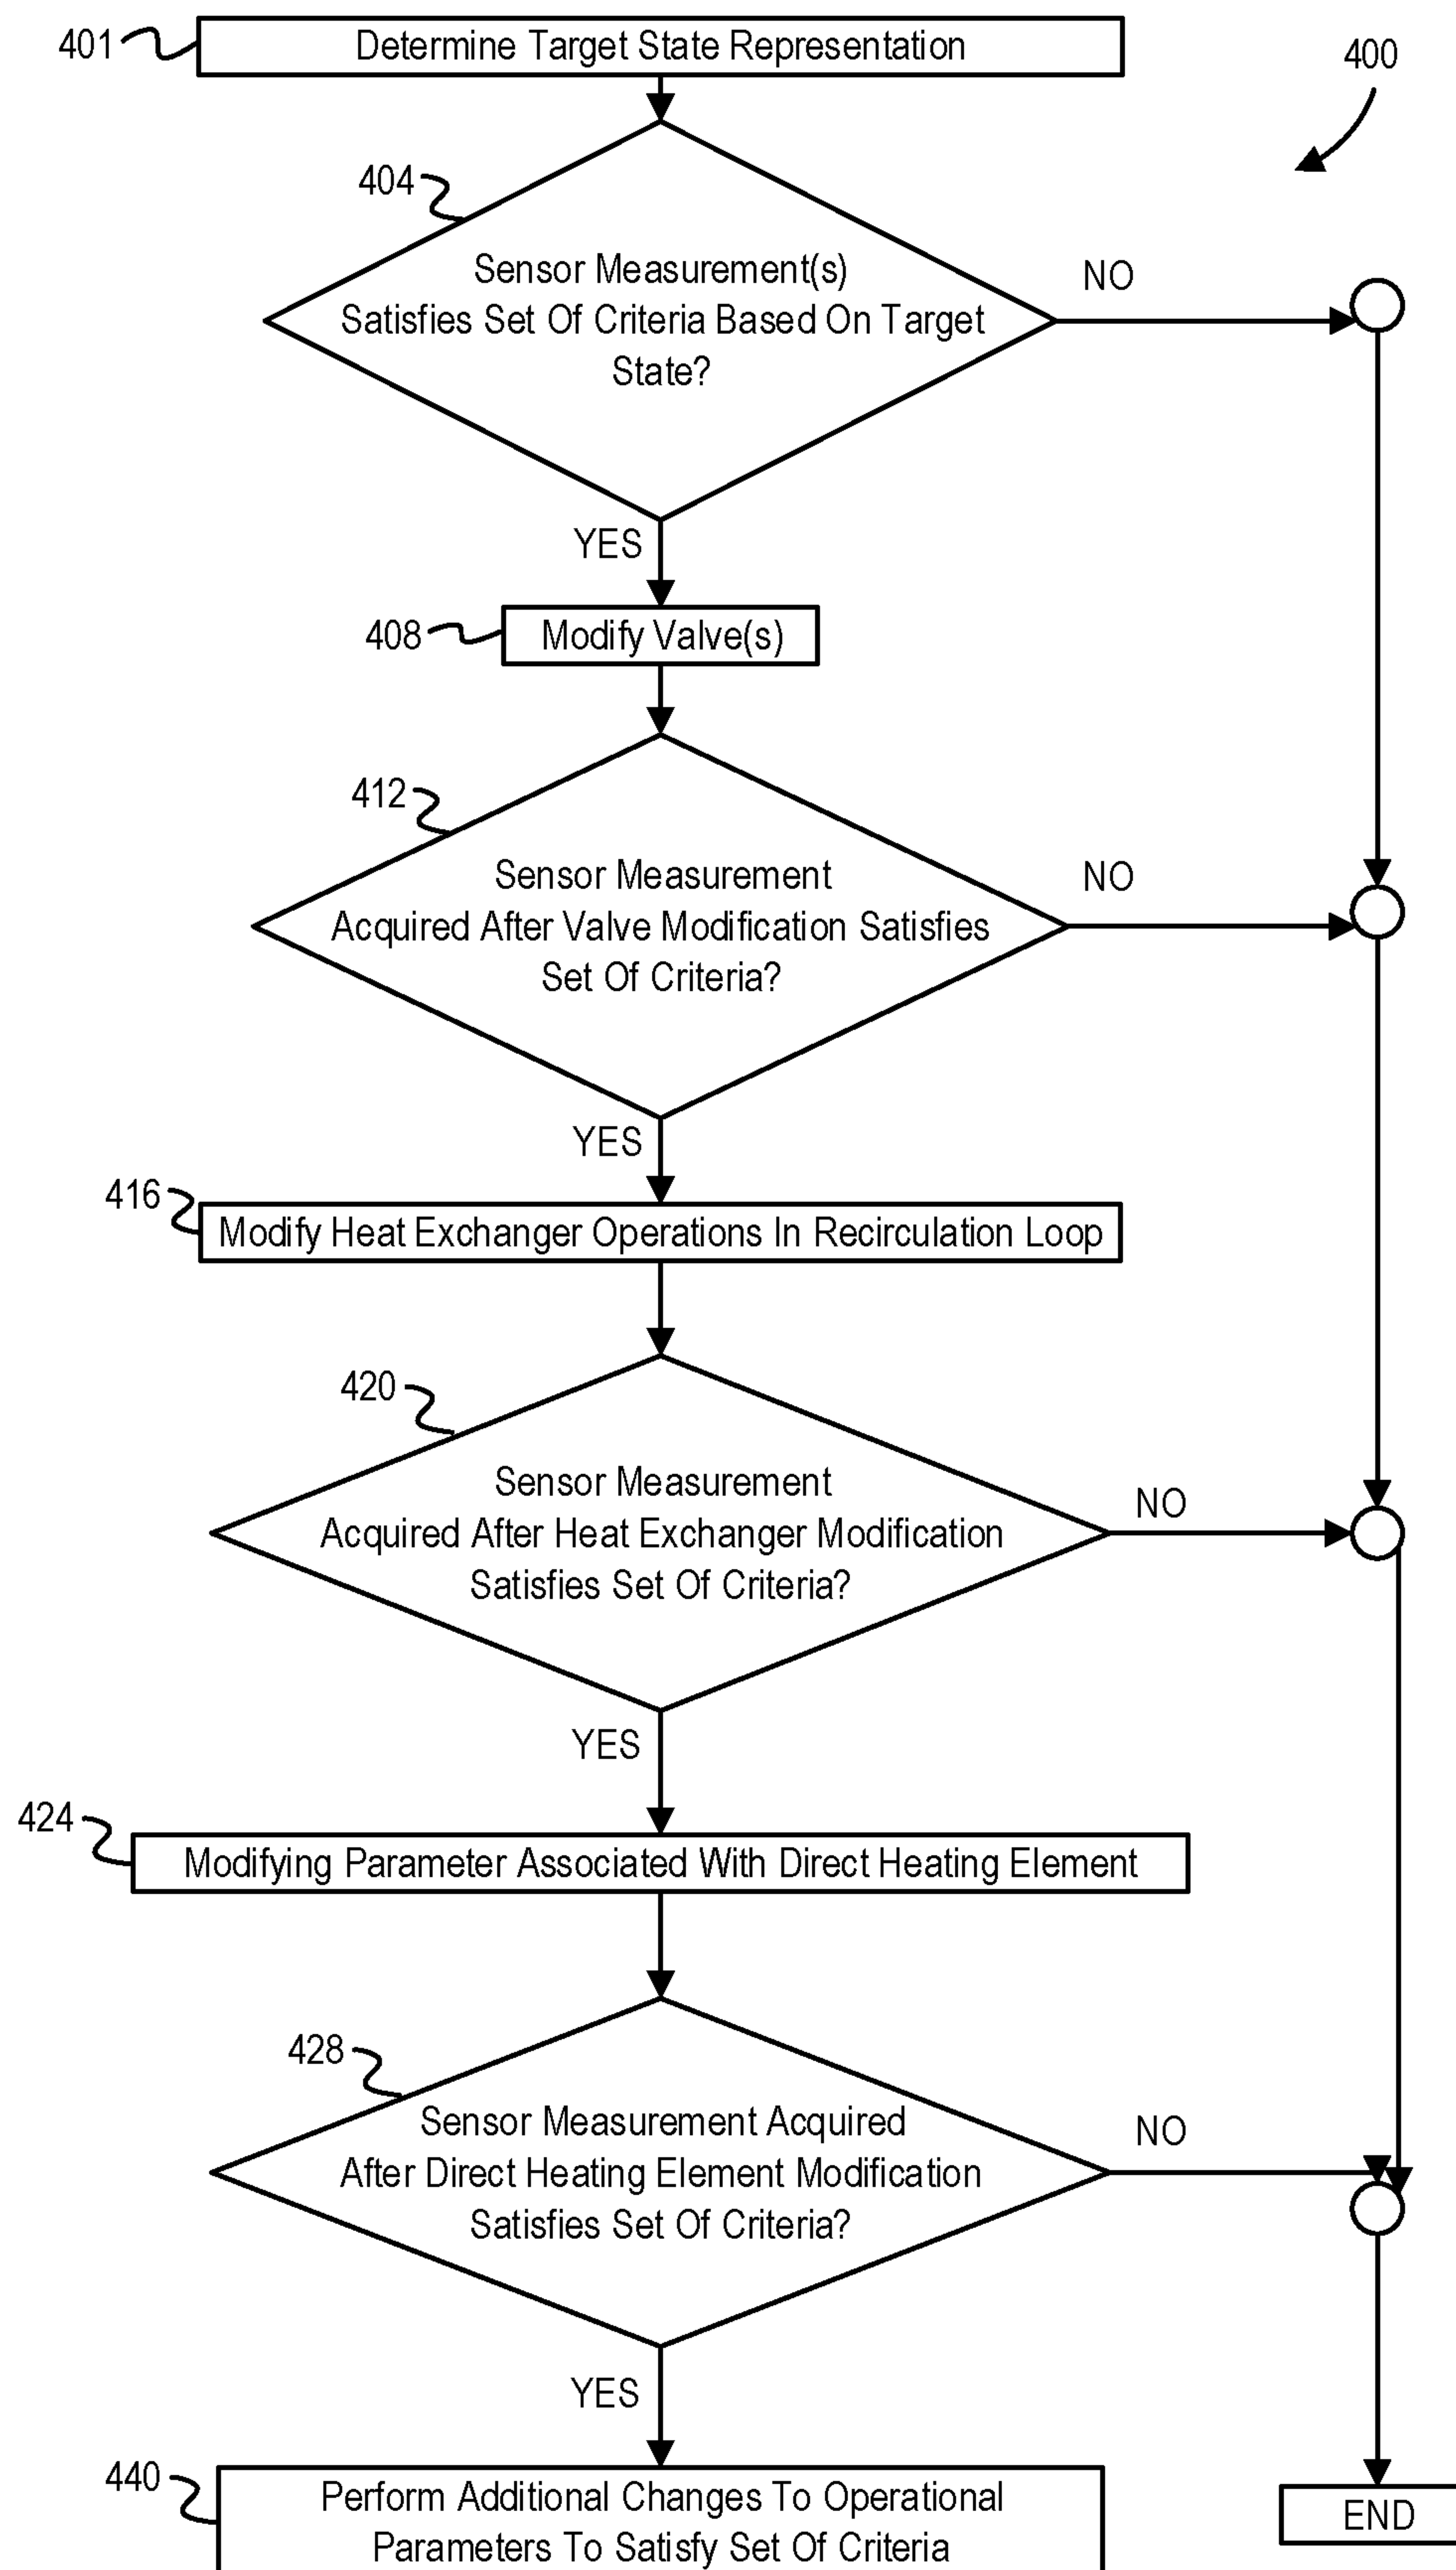 401
Determine Target State Representation
400
404
Sensor Measurement(s)
Satisfies Set Of Criteria Based On Target
State?
NO
YES
408
Modify Valve(s)
412
Sensor Measurement
Acquired After Valve Modification Satisfies
Set Of Criteria?
NO
YES
416
Modify Heat Exchanger Operations In Recirculation Loop
420
Sensor Measurement
Acquired After Heat Exchanger Modification
Satisfies Set Of Criteria?
NO
YES
424
Modifying Parameter Associated With Direct Heating Element
428
Sensor Measurement Acquired
After Direct Heating Element Modification
Satisfies Set Of Criteria?
NO
YES
440
Perform Additional Changes To Operational
Parameters To Satisfy Set Of Criteria
END